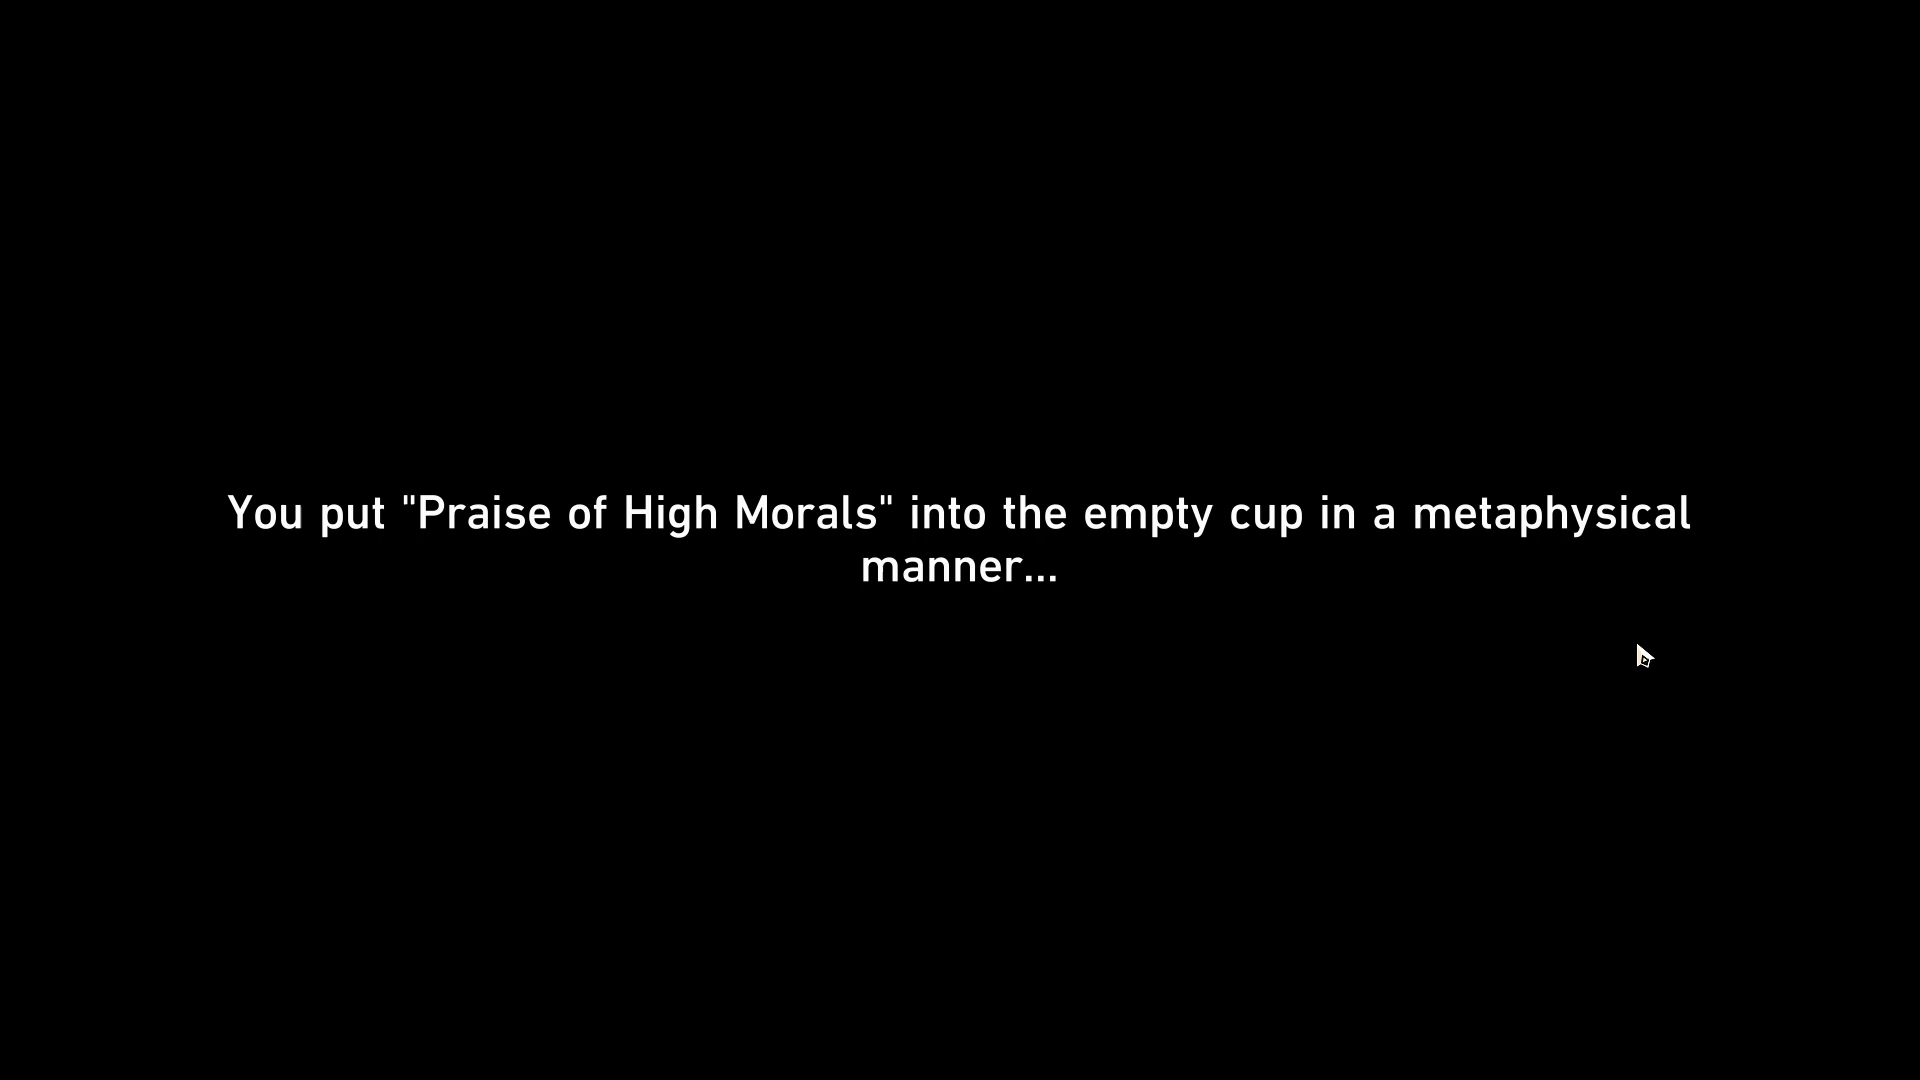 You put "Praise of High Morals" into the empty cup in a metaphysical
manner...